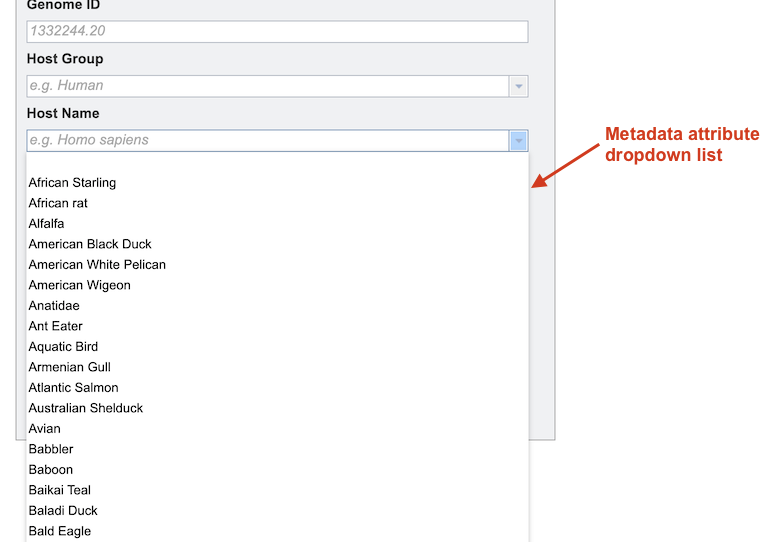 Genome ID
1332244.20
Host Group
e.g. Human
Host Name
e.g. Homo sapiens
Metadata attribute
dropdown list
African Starling
African rat
Alfalfa
American Black Duck
American White Pelican
American Wigeon
Anatidae
Ant Eater
Aquatic Bird
Armenian Gull
Atlantic Salmon
Australian Shelduck
Avian
Babbler
Baboon
Baikai Teal
Baladi Duck
Bald Eagle